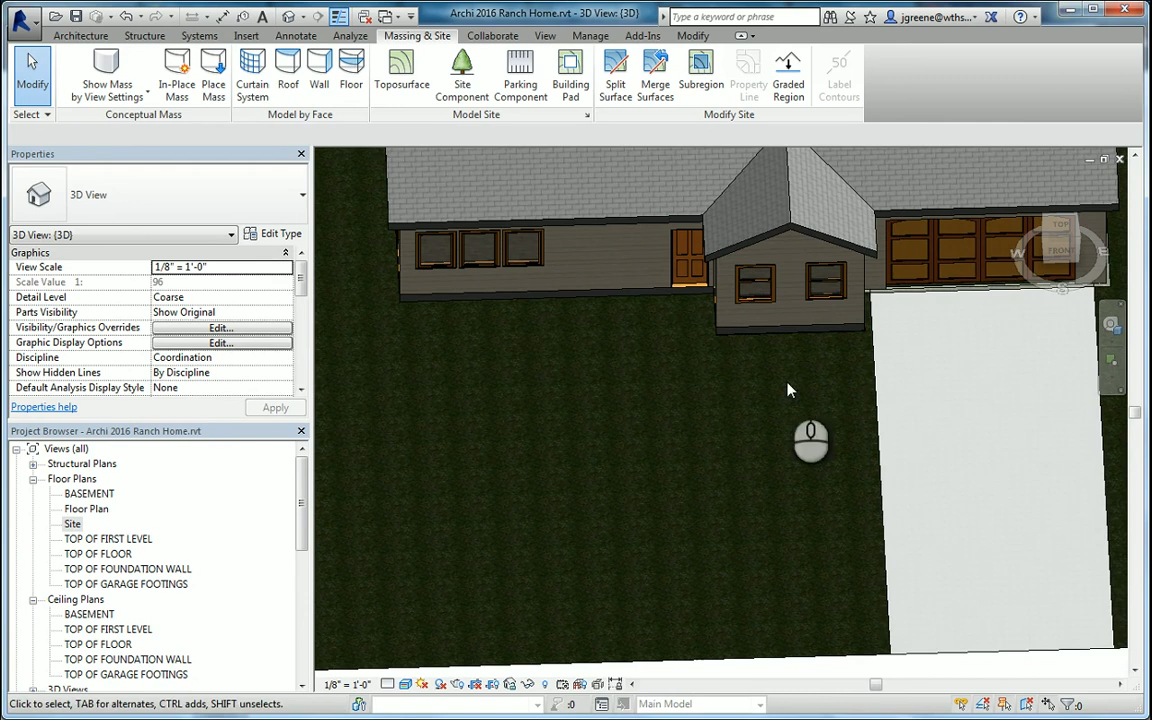 Archi 2016 Ranch Home.rvt - 3D View: {3D}
Type a keyword or phrase
jgreene@wths...
Architecture Structure Systems Insert Annotate Analyze Massing & Site Collaborate View Manage Add-Ins Modify
Modify
Show Mass
by View Settings
In-Place
Mass
Place
Mass
Curtain
System
Roof
Wall
Floor
Toposurface
Site
Component
Parking
Component
Building
Pad
Split
Surface
Merge
Surfaces
Subregion
Property
Line
Graded
Region
50
Label
Contours
Select
Conceptual Mass
Model by Face
Model Site
Modify Site
Properties
3D View
3D View: {3D}
Edit Type
Graphics
View Scale 1/8" = 1'-0"
Scale Value 1: 96
Detail Level Coarse
Parts Visibility Show Original
Visibility/Graphics Overrides Edit...
Graphic Display Options Edit...
Discipline Coordination
Show Hidden Lines By Discipline
Default Analysis Display Style None
Properties help
Apply
Project Browser - Archi 2016 Ranch Home.rvt
Views (all)
Structural Plans
Floor Plans
BASEMENT
Floor Plan
Site
TOP OF FIRST LEVEL
TOP OF FLOOR
TOP OF FOUNDATION WALL
TOP OF GARAGE FOOTINGS
Ceiling Plans
BASEMENT
TOP OF FIRST LEVEL
TOP OF FLOOR
TOP OF FOUNDATION WALL
TOP OF GARAGE FOOTINGS
3D Views
TOP
FRONT
W
E
S
1/8" = 1'-0"
Click to select, TAB for alternates, CTRL adds, SHIFT unselects.
:0
Main Model
:0